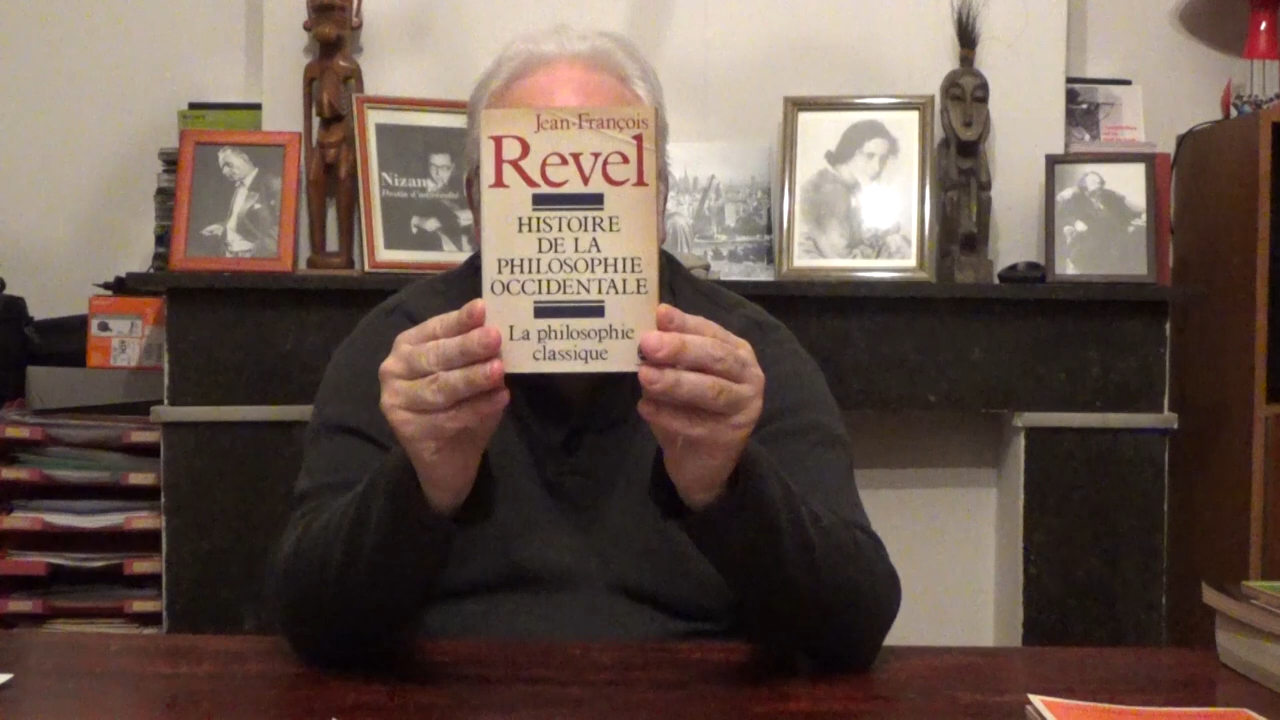 Jean-François
Revel
HISTOIRE
DE LA
PHILOSOPHIE
OCCIDENTALE
La philosophie
classique
Nizan